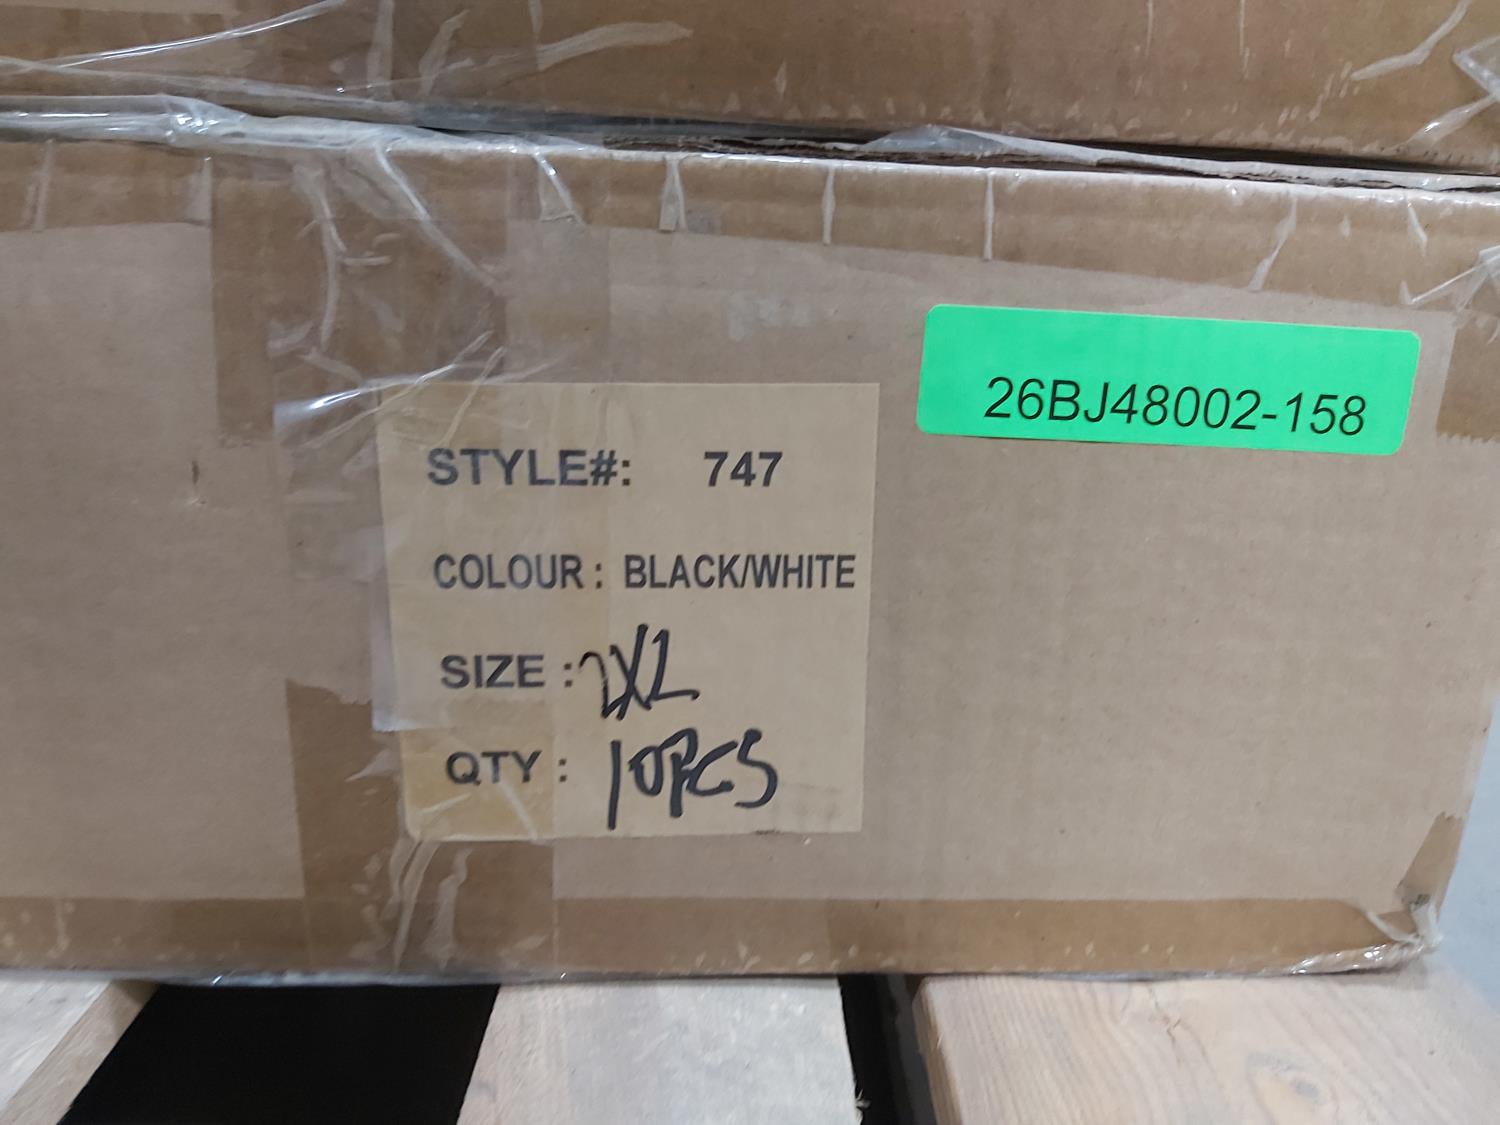 26BJ48002-158
STYLE#: 747
COLOUR : BLACK/WHITE
SIZE : 2XL
QTY : 10PCS